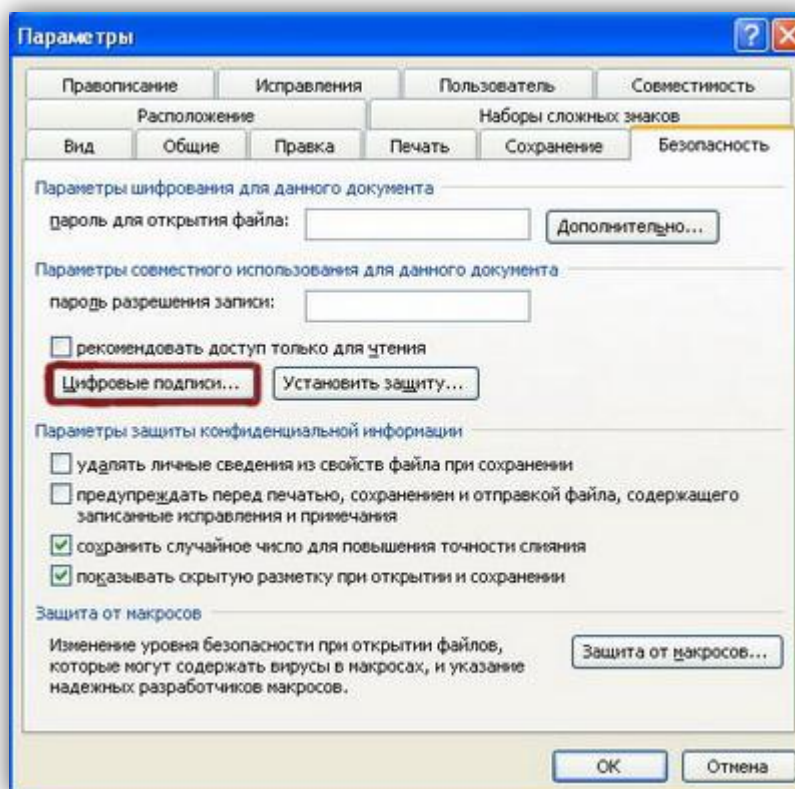 Параметры
Правописание Исправления Пользователь Совместимость
Расположение Наборы сложных знаков
Вид Общие Правка Печать Сохранение Безопасность
Параметры шифрования для данного документа
пароль для открытия файла: Дополнительно...
Параметры совместного использования для данного документа
пароль разрешения записи:
рекомендовать доступ только для чтения
Цифровые подписи... Установить защиту...
Параметры защиты конфиденциальной информации
удалять личные сведения из свойств файла при сохранении
предупреждать перед печатью, сохранением и отправкой файла, содержащего
записанные исправления и примечания
сохранить случайное число для повышения точности слияния
показывать скрытую разметку при открытии и сохранении
Защита от макросов
Изменение уровня безопасности при открытии файлов,
которые могут содержать вирусы в макросах, и указание
надежных разработчиков макросов.
Защита от макросов...
ОК Отмена